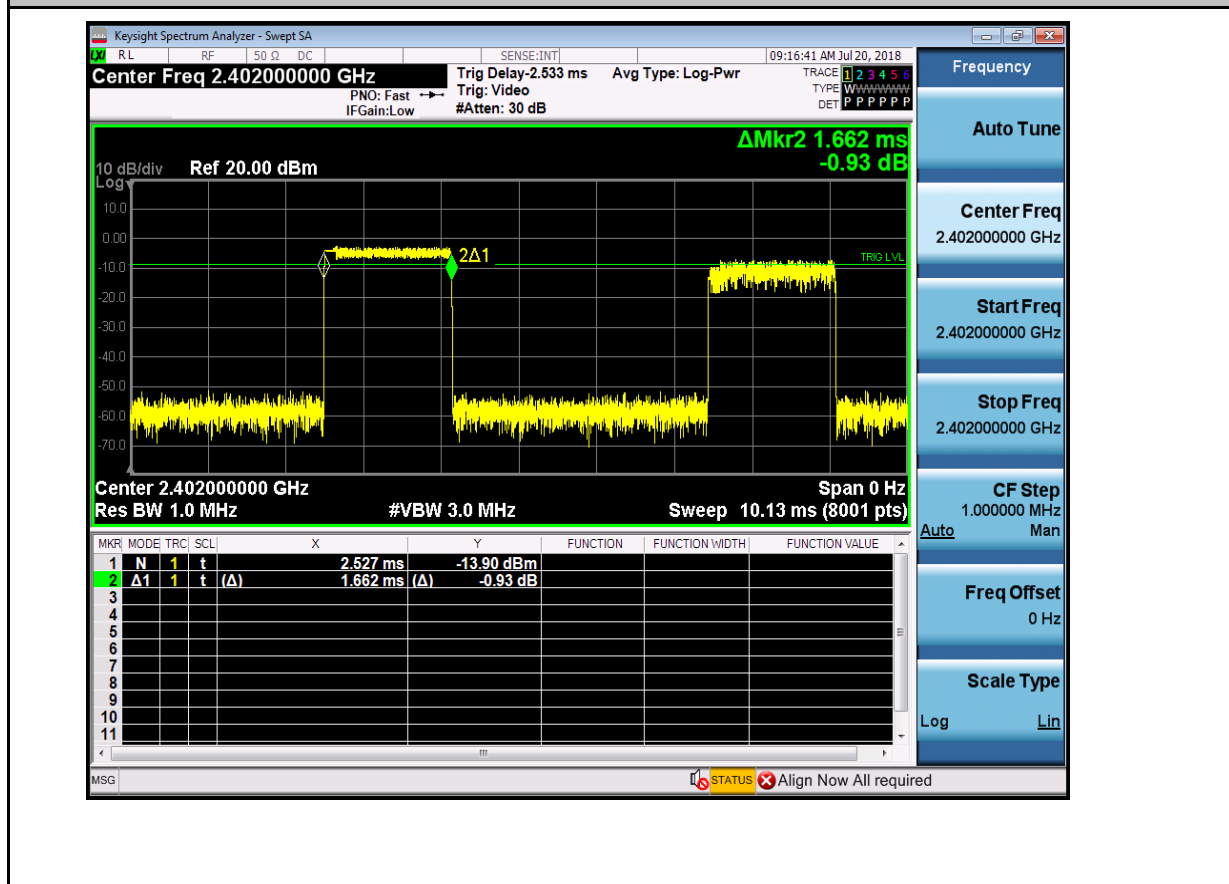 Keysight Spectrum Analyzer - Swept SA
LXI RL RF 50 Ω DC SENSE:INT 09:16:41 AM Jul 20, 2018
Center Freq 2.402000000 GHz
PNO: Fast
IFGain:Low
Trig Delay-2.533 ms
Trig: Video
#Atten: 30 dB
Avg Type: Log-Pwr
TRACE 1 2 3 4 5 6
TYPE WWWWWW
DET P P P P P P
Frequency
Auto Tune
Center Freq
2.402000000 GHz
Start Freq
2.402000000 GHz
Stop Freq
2.402000000 GHz
CF Step
1.000000 MHz
Auto Man
Freq Offset
0 Hz
Scale Type
Log Lin
ΔMkr2 1.662 ms
-0.93 dB
10 dB/div Ref 20.00 dBm
Log
10.0
0.00
-10.0
-20.0
-30.0
-40.0
-50.0
-60.0
-70.0
2Δ1
TRIG LVL
Center 2.402000000 GHz Span 0 Hz
Res BW 1.0 MHz #VBW 3.0 MHz Sweep 10.13 ms (8001 pts)
MKR MODE TRC SCL X Y FUNCTION FUNCTION WIDTH FUNCTION VALUE
1 N 1 t 2.527 ms -13.90 dBm
2 Δ1 1 t (Δ) 1.662 ms (Δ) -0.93 dB
3
4
5
6
7
8
9
10
11
MSG STATUS Align Now All required